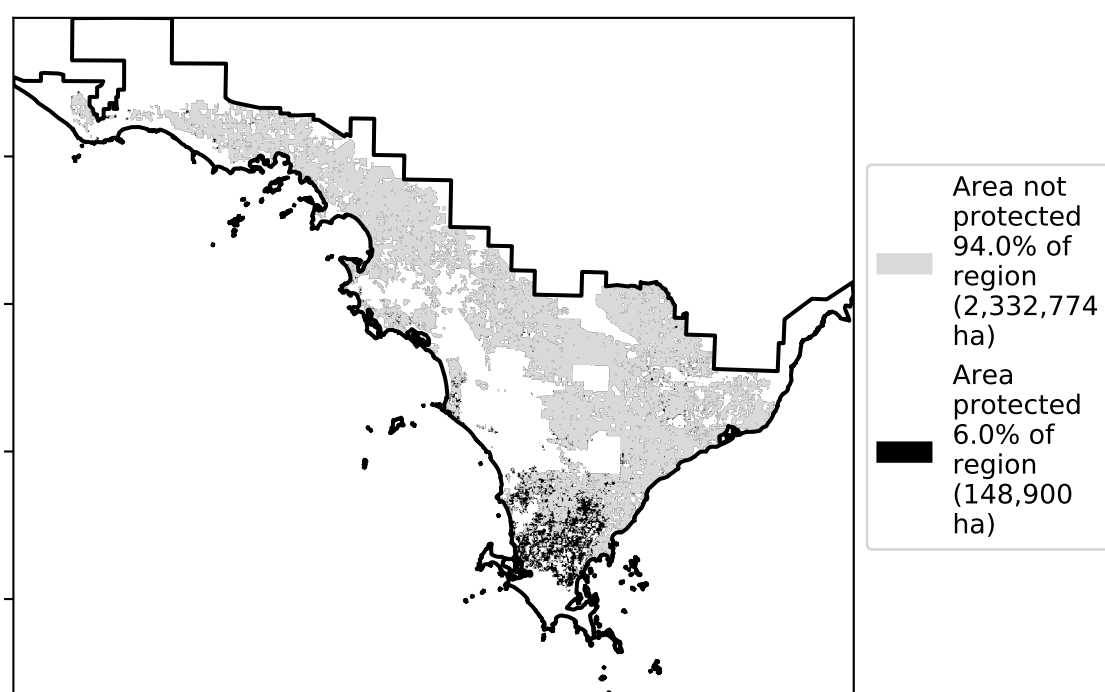 Area not
protected
94.0% of
region
(2,332,774
ha)
Area
protected
6.0% of
region
(148,900
ha)